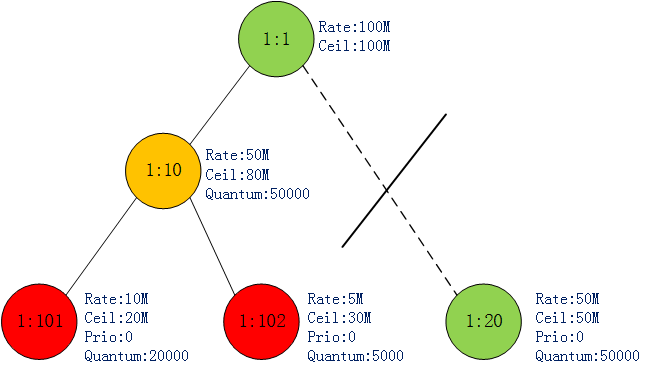 1:1
Rate:100M
Ceil:100M
1:10
Rate:50M
Ceil:80M
Quantum:50000
1:101
Rate:10M
Ceil:20M
Prio:0
Quantum:20000
1:102
Rate:5M
Ceil:30M
Prio:0
Quantum:5000
1:20
Rate:50M
Ceil:50M
Prio:0
Quantum:50000